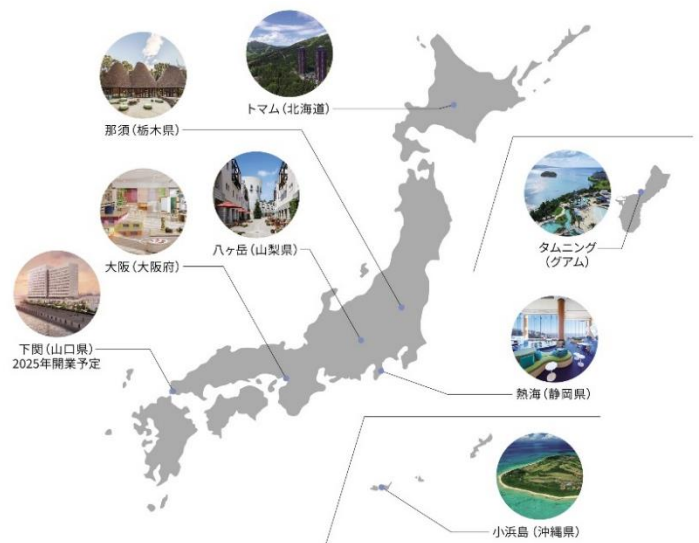 トマム(北海道)
那須(栃木県)
八ヶ岳(山梨県)
大阪(大阪府)
タムニング
(グアム)
下関(山口県)
2025年開業予定
熱海(静岡県)
小浜島(沖縄県)